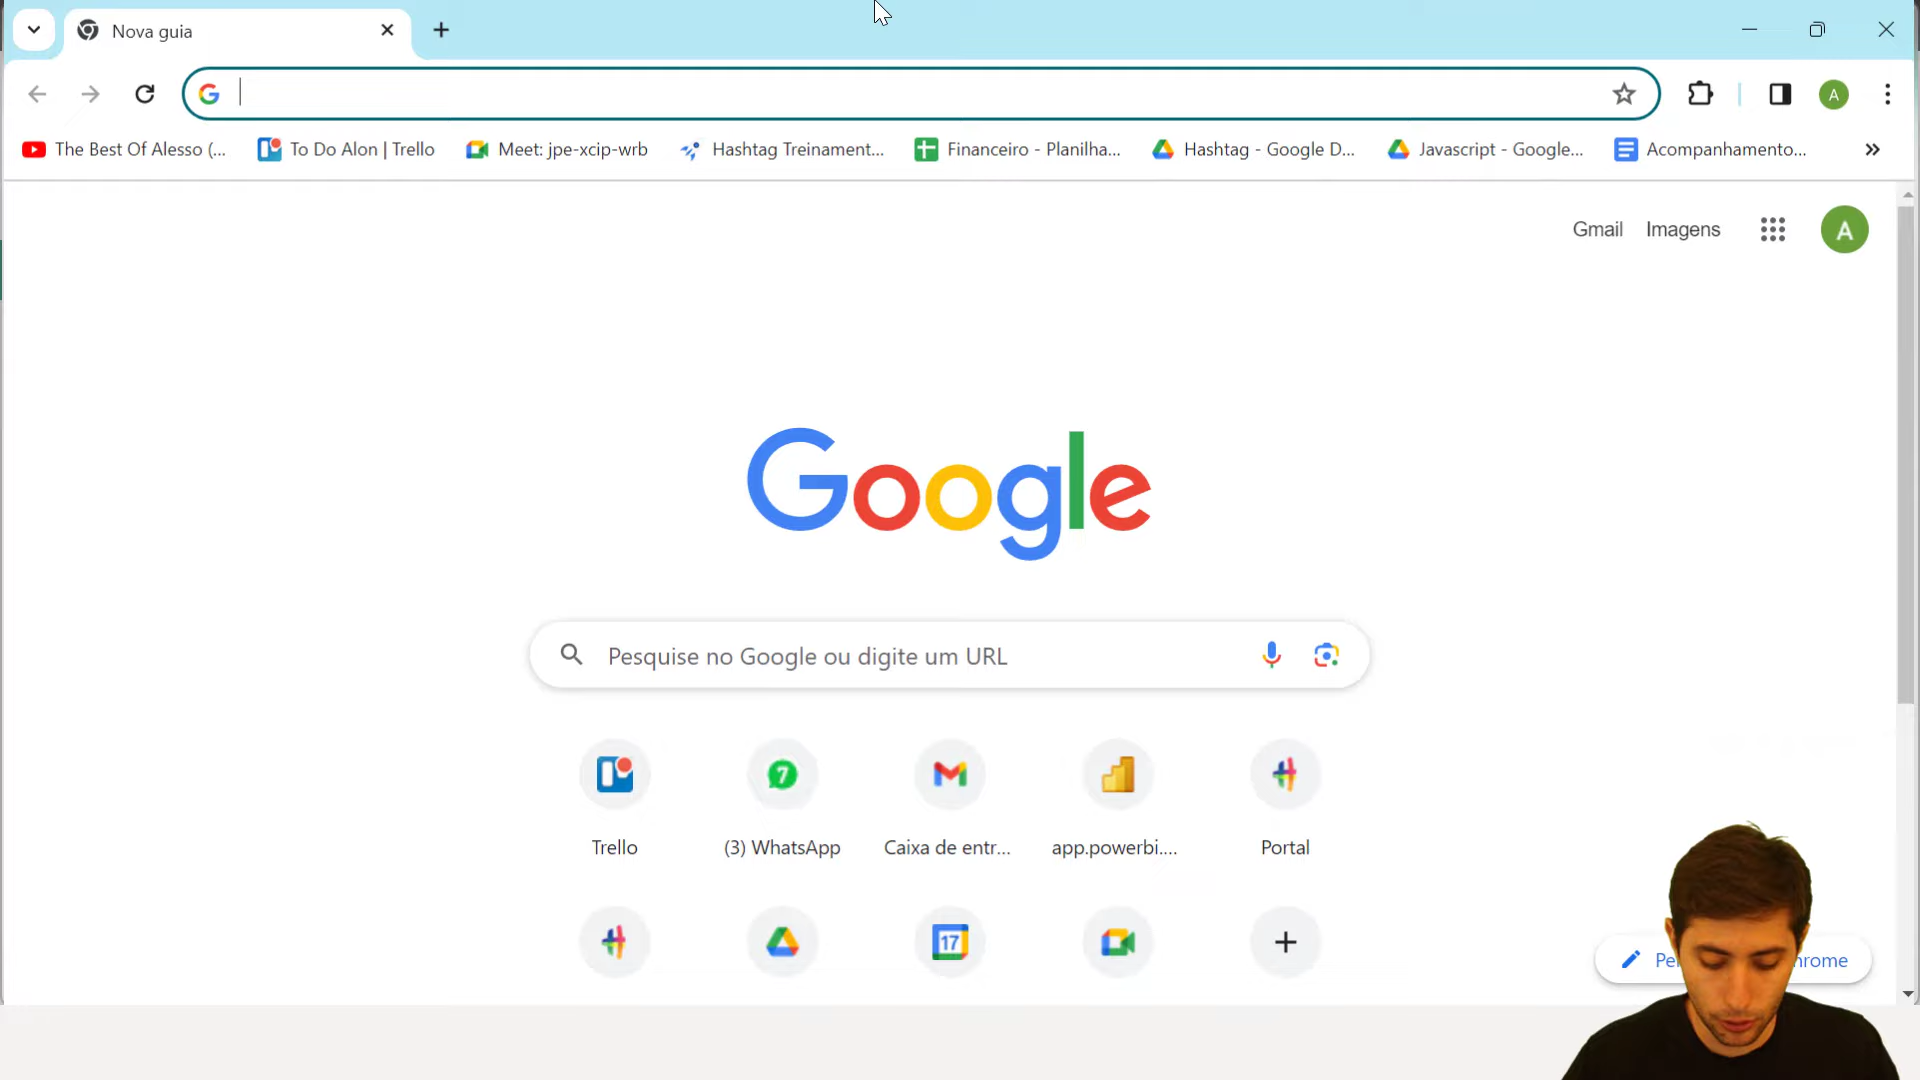 Nova guia
The Best Of Alesso (...
To Do Alon | Trello
Meet: jpe-xcip-wrb
Hashtag Treinament...
Financeiro - Planilha...
Hashtag - Google D...
Javascript - Google...
Acompanhamento...
A
Gmail
Imagens
A
Google
Pesquise no Google ou digite um URL
7
Trello
(3) WhatsApp
Caixa de entr...
app.powerbi....
Portal
17